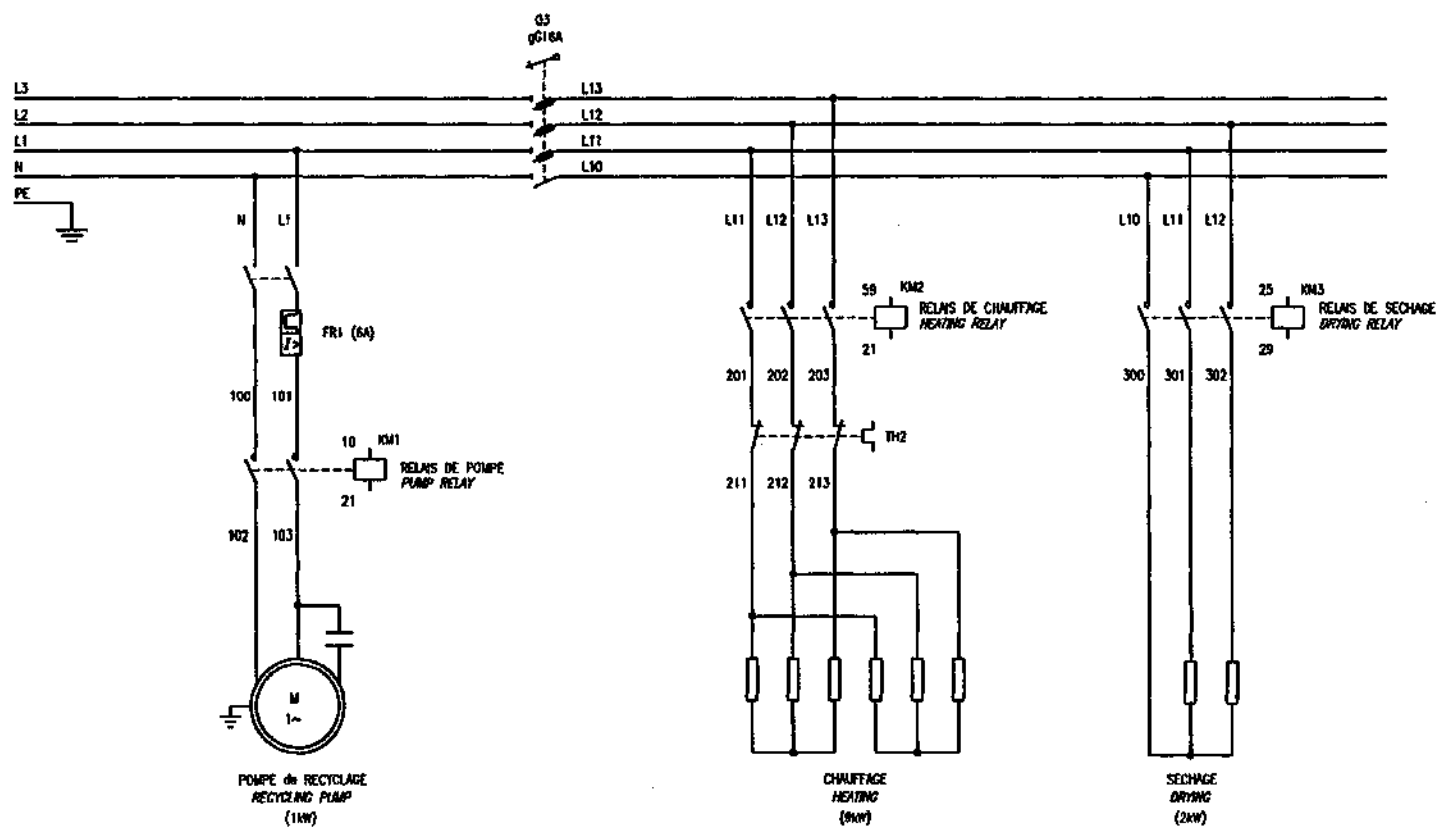 Q3
gG16A
L3
L13
L2
L12
L1
L11
N
L10
PE
N
L1
L11
L12
L13
L10
L11
L12
59
KM2
RELAIS DE CHAUFFAGE
HEATING RELAY
21
25
KM3
RELAIS DE SECHAGE
DRYING RELAY
29
FR1 (6A)
I>
201
202
203
300
301
302
100
101
10
KM1
RELAIS DE POMPE
PUMP RELAY
21
TH2
211
212
213
102
103
M
1~
POMPE de RECYCLAGE
RECYCLING PUMP
(1kW)
CHAUFFAGE
HEATING
(9kW)
SECHAGE
DRYING
(2kW)